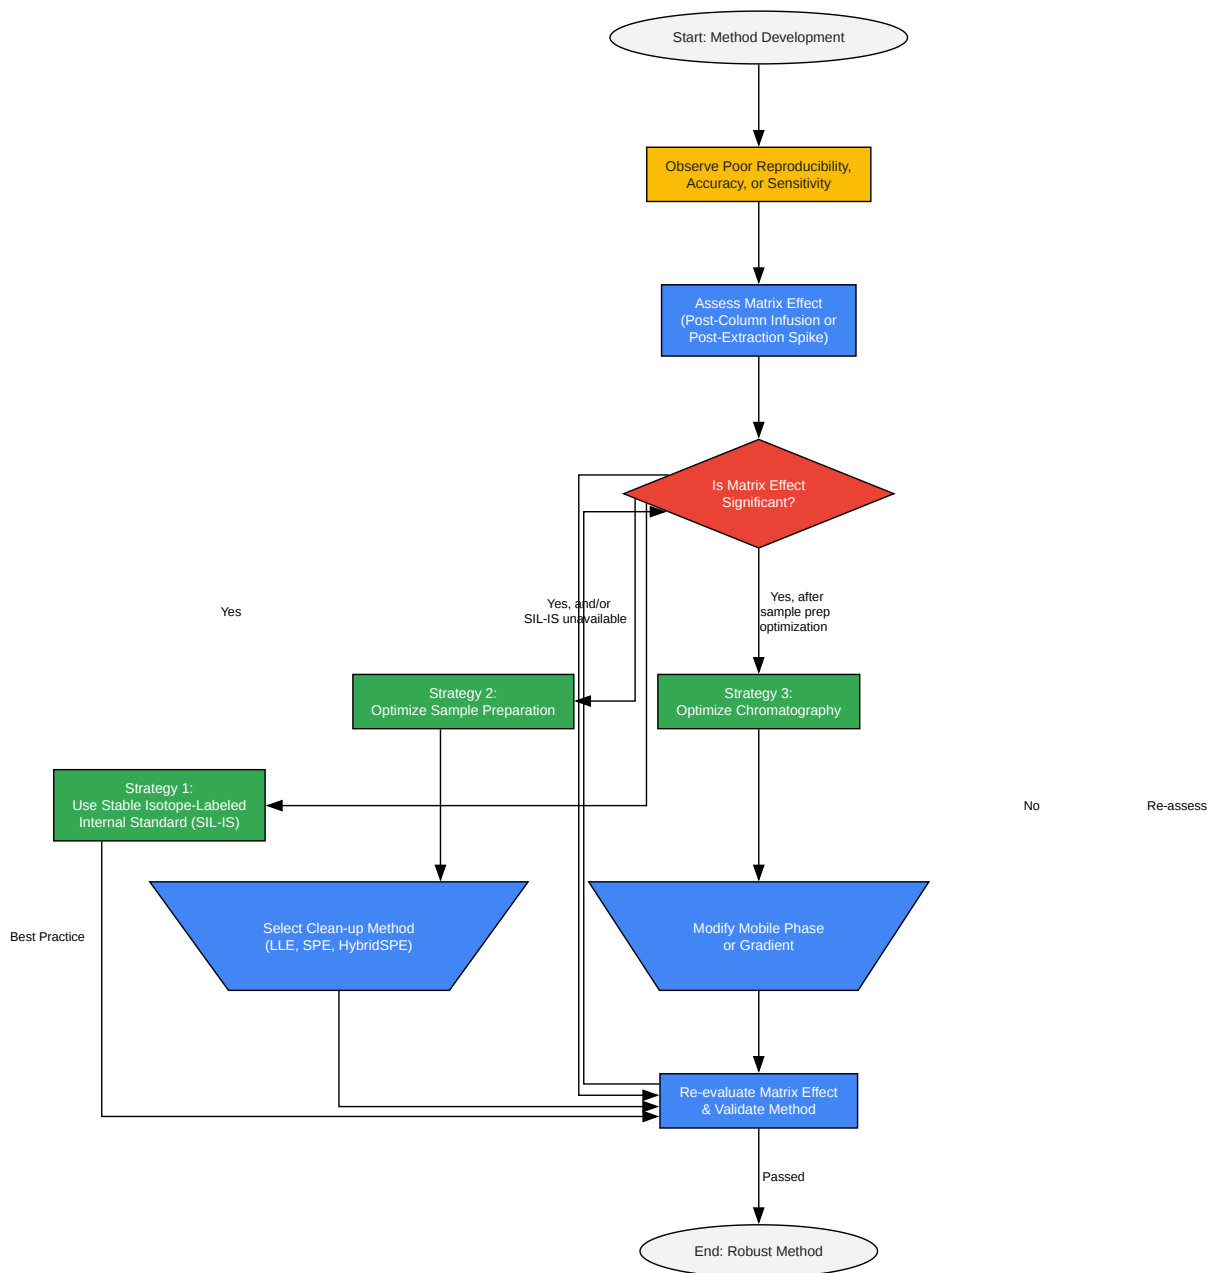 Start: Method Development
Observe Poor Reproducibility,
Accuracy, or Sensitivity
Assess Matrix Effect
(Post-Column Infusion or
Post-Extraction Spike)
Is Matrix Effect
Significant?
Yes
Yes, and/or
SIL-IS unavailable
Yes, after
sample prep
optimization
Strategy 2:
Optimize Sample Preparation
Strategy 3:
Optimize Chromatography
Strategy 1:
Use Stable Isotope-Labeled
Internal Standard (SIL-IS)
No
Re-assess
Best Practice
Select Clean-up Method
(LLE, SPE, HybridSPE)
Modify Mobile Phase
or Gradient
Re-evaluate Matrix Effect
& Validate Method
Passed
End: Robust Method